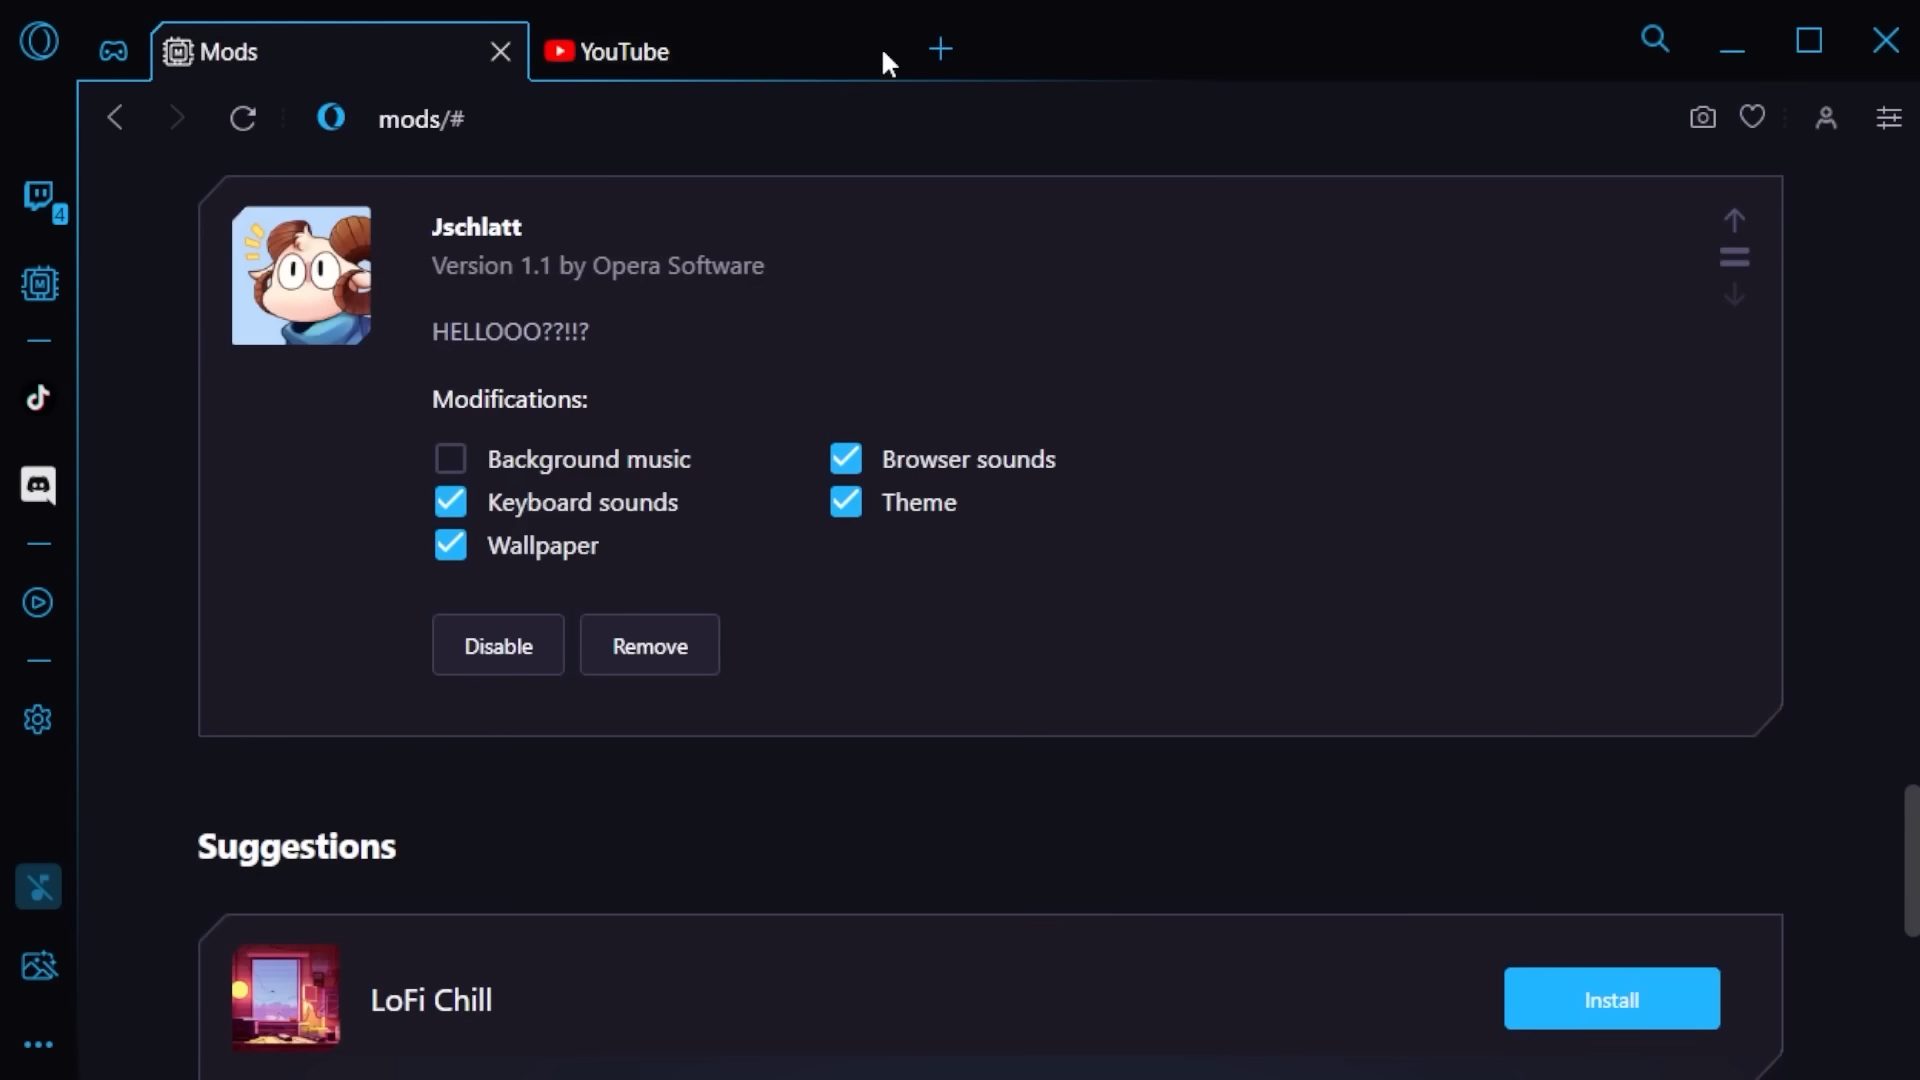 Mods
YouTube
mods/#
4
M
Jschlatt
Version 1.1 by Opera Software
HELLOOO??!!?
Modifications:
Background music
Browser sounds
Keyboard sounds
Theme
Wallpaper
Disable
Remove
Suggestions
LoFi Chill
Install